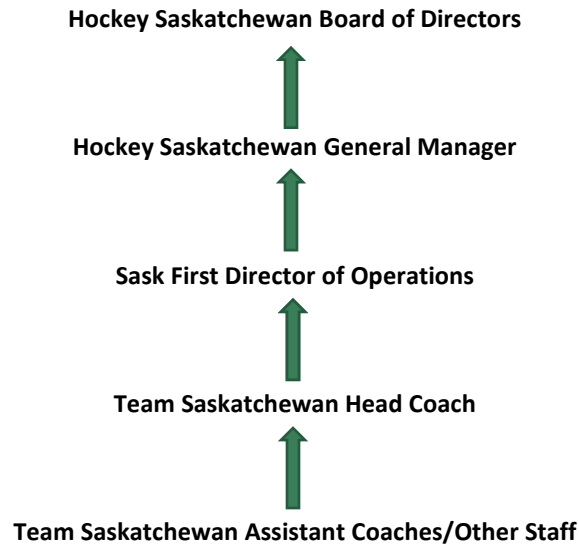 Hockey Saskatchewan Board of Directors
Hockey Saskatchewan General Manager
Sask First Director of Operations
Team Saskatchewan Head Coach
Team Saskatchewan Assistant Coaches/Other Staff